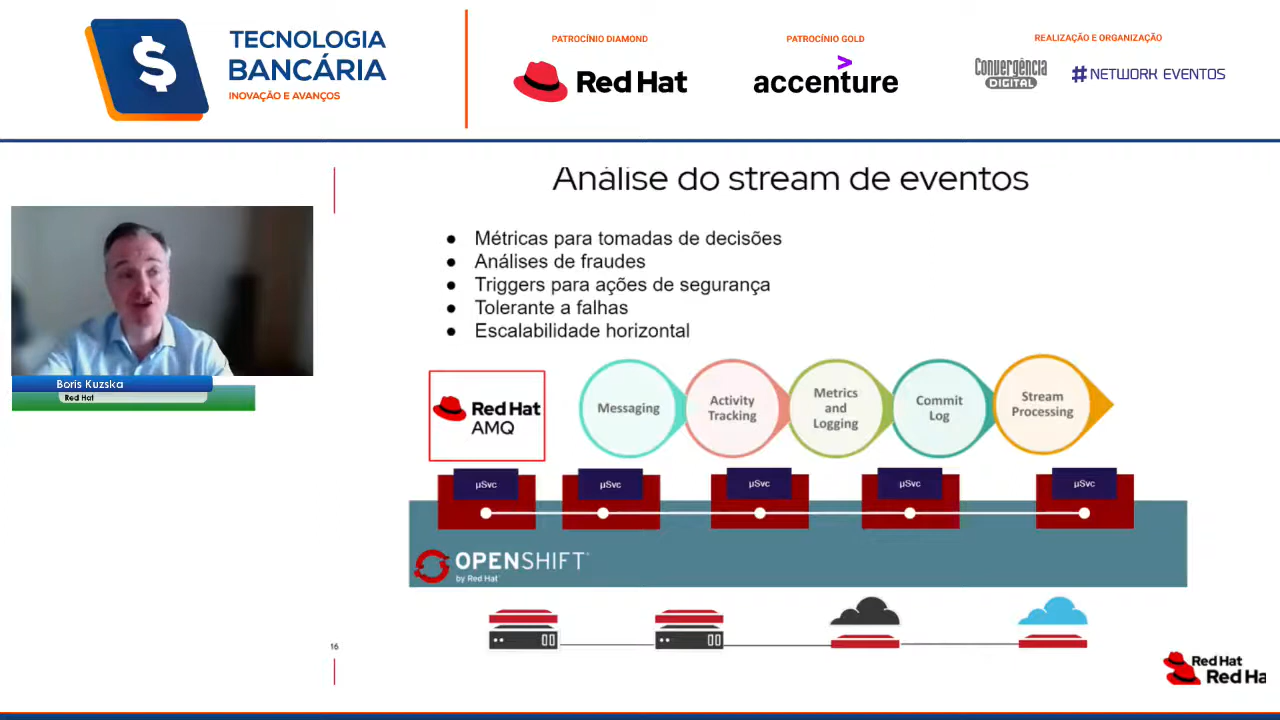 TECNOLOGIA
BANCÁRIA
INOVAÇÃO E AVANÇOS
PATROCÍNIO DIAMOND
Red Hat
PATROCÍNIO GOLD
accenture
REALIZAÇÃO E ORGANIZAÇÃO
Convergência
DIGITAL
#NETWORK EVENTOS
Boris Kuzska
Red Hat
Análise do stream de eventos
● Métricas para tomadas de decisões
● Análises de fraudes
● Triggers para ações de segurança
● Tolerante a falhas
● Escalabilidade horizontal
Red Hat
AMQ
Messaging
Activity
Tracking
Metrics
and
Logging
Commit
Log
Stream
Processing
µSvc
µSvc
µSvc
µSvc
µSvc
OPENSHIFT
by Red Hat
16
Red Hat
Red Ha